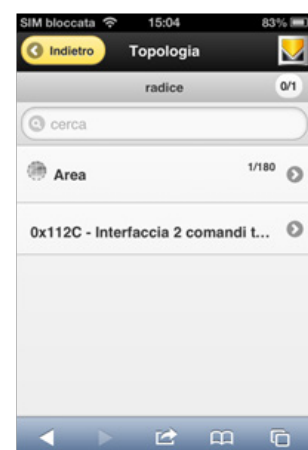 SIM bloccata 15:04 83%
Indietro Topologia
radice 0/1
cerca
Area 1/180
0x112C - Interfaccia 2 comandi t...